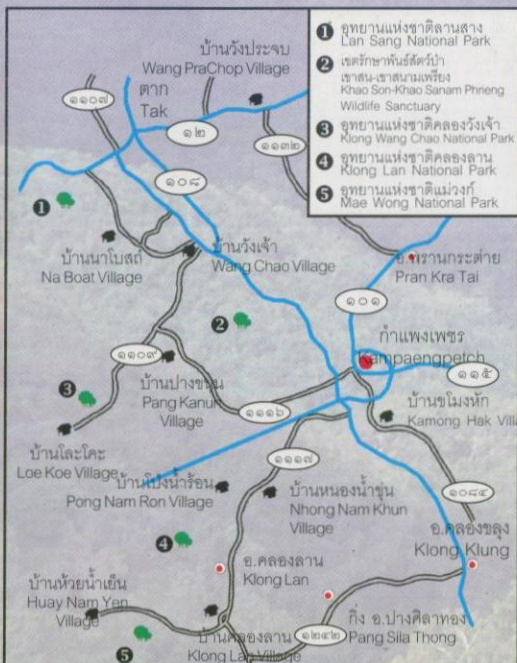 ❶ อุทยานแห่งชาติลานสาง
Lan Sang National Park
❷ เขตรักษาพันธุ์สัตว์ป่า
เขาสน-เขาสนามเพรียง
Khao Son-Khao Sanam Phrieng
Wildlife Sanctuary
❸ อุทยานแห่งชาติคลองวังเจ้า
Klong Wang Chao National Park
❹ อุทยานแห่งชาติคลองลาน
Klong Lan National Park
❺ อุทยานแห่งชาติแม่วงก์
Mae Wong National Park
บ้านวังประจบ
Wang PraChop Village
๑๑๐๗
ตาก
Tak
๑๒
๑๑๓๒
๑๐๘
❶
บ้านนาโบสถ์
Na Boat Village
บ้านวังเจ้า
Wang Chao Village
อ.พรานกระต่าย
Pran Kra Tai
๑๐๑
❷
กำแพงเพชร
Kampaengpetch
๑๑๐๙
๑๑๕
❸
บ้านปางขนุน
Pang Kanun
Village
บ้านขโมงหัก
Kamong Hak Villa
๑๑๑๖
บ้านโละโคะ
Loe Koe Village
๑๑๑๗
บ้านโป่งน้ำร้อน
Pong Nam Ron Village
บ้านหนองน้ำขุ่น
Nhong Nam Khun
Village
๑๐๘๔
อ.คลองขลุง
Klong Klung
❹
อ.คลองลาน
Klong Lan
บ้านห้วยน้ำเย็น
Huay Nam Yen
Village
❺
บ้านคลองลาน
Klong Lan Village
๑๒๔๒
กิ่ง อ.ปางศิลาทอง
Pang Sila Thong